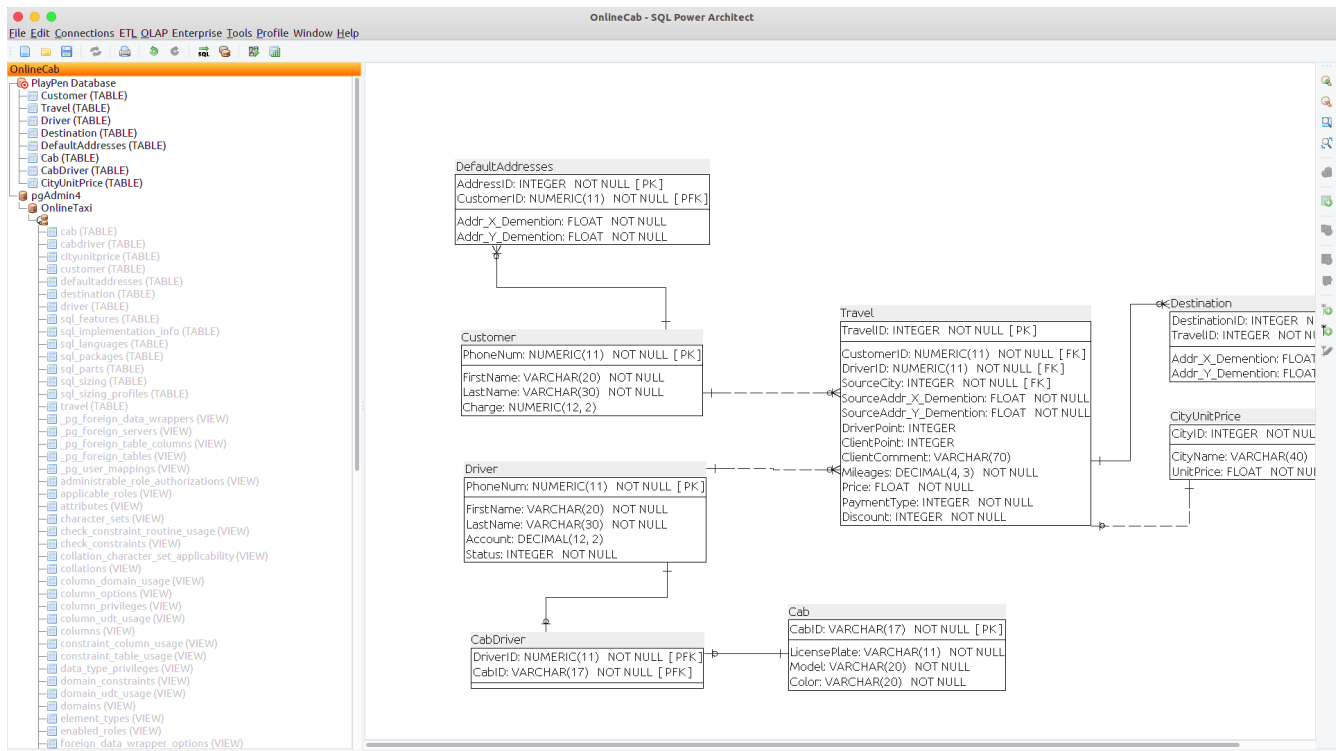 OnlineCab - SQL Power Architect
File Edit Connections ETL OLAP Enterprise Tools Profile Window Help
SQL
OnlineCab
PlayPen Database
Customer (TABLE)
Travel (TABLE)
Driver (TABLE)
Destination (TABLE)
DefaultAddresses (TABLE)
Cab (TABLE)
CabDriver (TABLE)
CityUnitPrice (TABLE)
pgAdmin4
OnlineTaxi
cab (TABLE)
cabdriver (TABLE)
cityunitprice (TABLE)
customer (TABLE)
defaultaddresses (TABLE)
destination (TABLE)
driver (TABLE)
sql_features (TABLE)
sql_implementation_info (TABLE)
sql_languages (TABLE)
sql_packages (TABLE)
sql_parts (TABLE)
sql_sizing (TABLE)
sql_sizing_profiles (TABLE)
travel (TABLE)
_pg_foreign_data_wrappers (VIEW)
_pg_foreign_servers (VIEW)
_pg_foreign_table_columns (VIEW)
_pg_foreign_tables (VIEW)
_pg_user_mappings (VIEW)
administrable_role_authorizations (VIEW)
applicable_roles (VIEW)
attributes (VIEW)
character_sets (VIEW)
check_constraint_routine_usage (VIEW)
check_constraints (VIEW)
collation_character_set_applicability (VIEW)
collations (VIEW)
column_domain_usage (VIEW)
column_options (VIEW)
column_privileges (VIEW)
column_udt_usage (VIEW)
columns (VIEW)
constraint_column_usage (VIEW)
constraint_table_usage (VIEW)
data_type_privileges (VIEW)
domain_constraints (VIEW)
domain_udt_usage (VIEW)
domains (VIEW)
element_types (VIEW)
enabled_roles (VIEW)
foreign_data_wrapper_options (VIEW)
DefaultAddresses
AddressID: INTEGER NOT NULL [ PK ]
CustomerID: NUMERIC(11) NOT NULL [ PFK ]
Addr_X_Demention: FLOAT NOT NULL
Addr_Y_Demention: FLOAT NOT NULL
Customer
PhoneNum: NUMERIC(11) NOT NULL [ PK ]
FirstName: VARCHAR(20) NOT NULL
LastName: VARCHAR(30) NOT NULL
Charge: NUMERIC(12, 2)
Driver
PhoneNum: NUMERIC(11) NOT NULL [ PK ]
FirstName: VARCHAR(20) NOT NULL
LastName: VARCHAR(30) NOT NULL
Account: DECIMAL(12, 2)
Status: INTEGER NOT NULL
CabDriver
DriverID: NUMERIC(11) NOT NULL [ PFK ]
CabID: VARCHAR(17) NOT NULL [ PFK ]
Cab
CabID: VARCHAR(17) NOT NULL [ PK ]
LicensePlate: VARCHAR(11) NOT NULL
Model: VARCHAR(20) NOT NULL
Color: VARCHAR(20) NOT NULL
Travel
TravelID: INTEGER NOT NULL [ PK ]
CustomerID: NUMERIC(11) NOT NULL [ FK ]
DriverID: NUMERIC(11) NOT NULL [ FK ]
SourceCity: INTEGER NOT NULL [ FK ]
SourceAddr_X_Demention: FLOAT NOT NULL
SourceAddr_Y_Demention: FLOAT NOT NULL
DriverPoint: INTEGER
ClientPoint: INTEGER
ClientComment: VARCHAR(70)
Mileages: DECIMAL(4, 3) NOT NULL
Price: FLOAT NOT NULL
PaymentType: INTEGER NOT NULL
Discount: INTEGER NOT NULL
Destination
DestinationID: INTEGER N
TravelID: INTEGER NOT NU
Addr_X_Demention: FLOAT
Addr_Y_Demention: FLOAT
CityUnitPrice
CityID: INTEGER NOT NUL
CityName: VARCHAR(40)
UnitPrice: FLOAT NOT NU